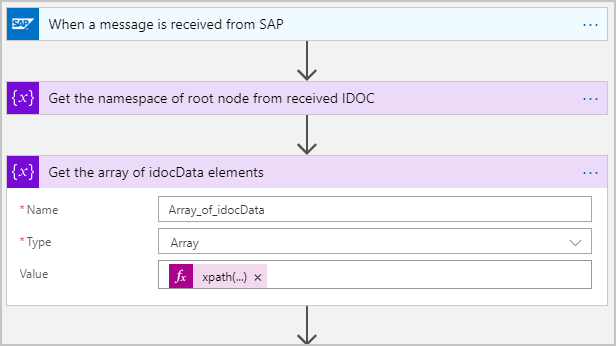 SAP When a message is received from SAP ...
{x} Get the namespace of root node from received IDOC ...
{x} Get the array of idocData elements ...
* Name Array_of_idocData
* Type Array
Value fx xpath(...) ×